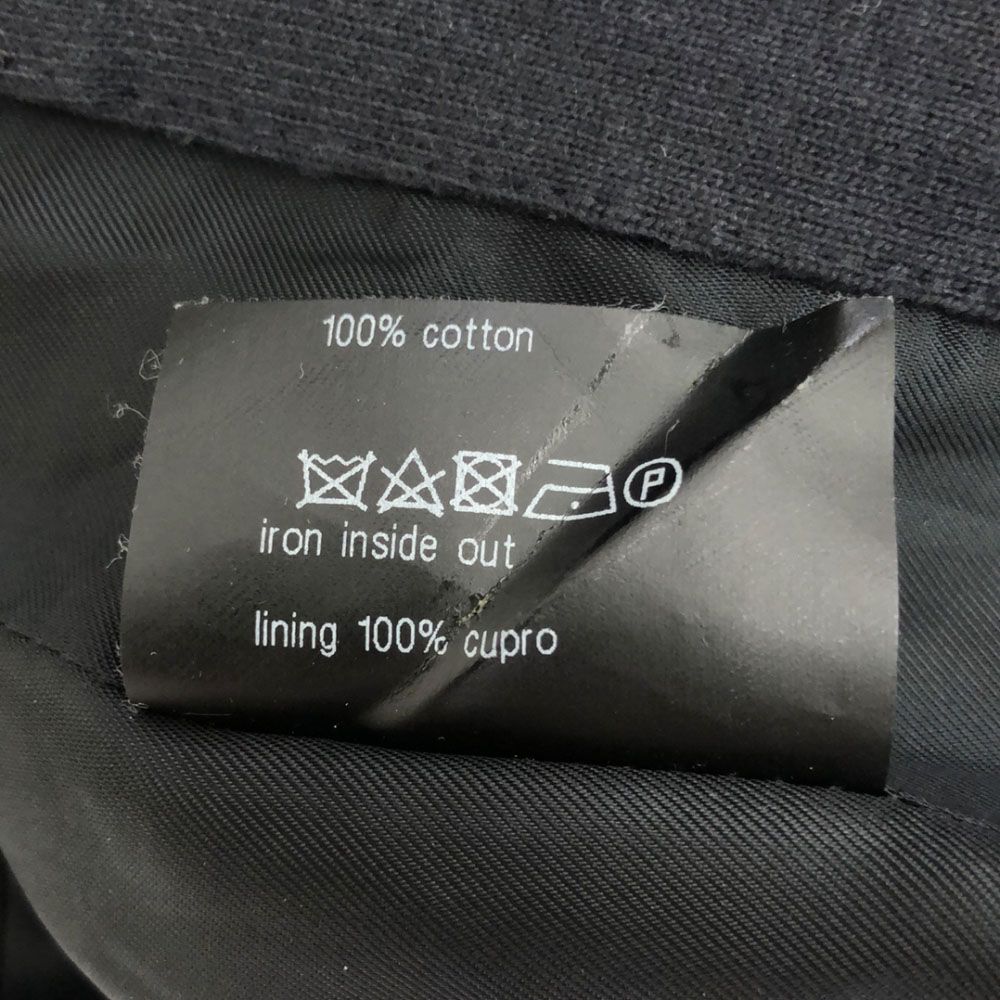 100% cotton
P
iron inside out
lining 100% cupro